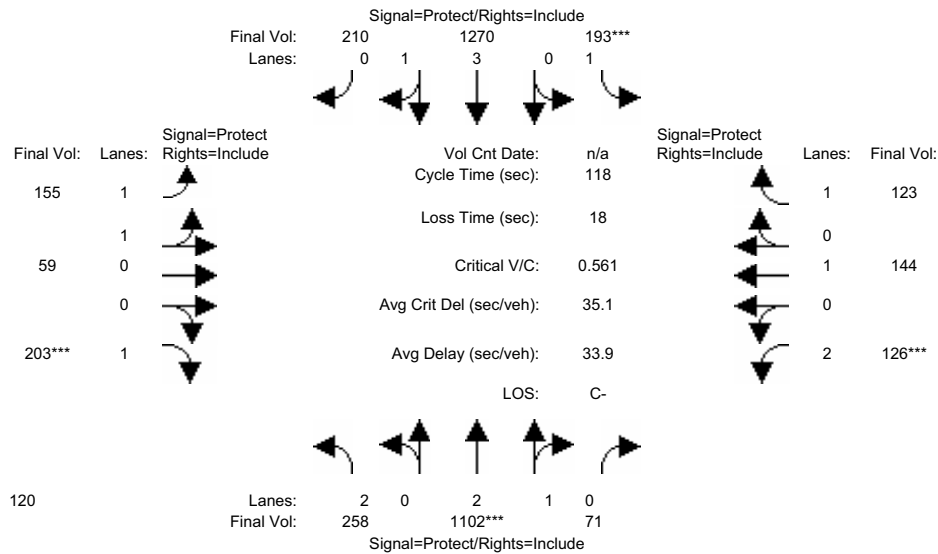 Signal=Protect/Rights=Include
Final Vol: 210 1270 193***
Lanes: 0 1 3 0 1
Signal=Protect Signal=Protect
Final Vol: Lanes: Rights=Include Vol Cnt Date: n/a Rights=Include Lanes: Final Vol:
Cycle Time (sec): 118
155 1 1 123
Loss Time (sec): 18
1 0
59 0 Critical V/C: 0.561 1 144
0 Avg Crit Del (sec/veh): 35.1 0
203*** 1 Avg Delay (sec/veh): 33.9 2 126***
LOS: C-
120 Lanes: 2 0 2 1 0
Final Vol: 258 1102*** 71
Signal=Protect/Rights=Include